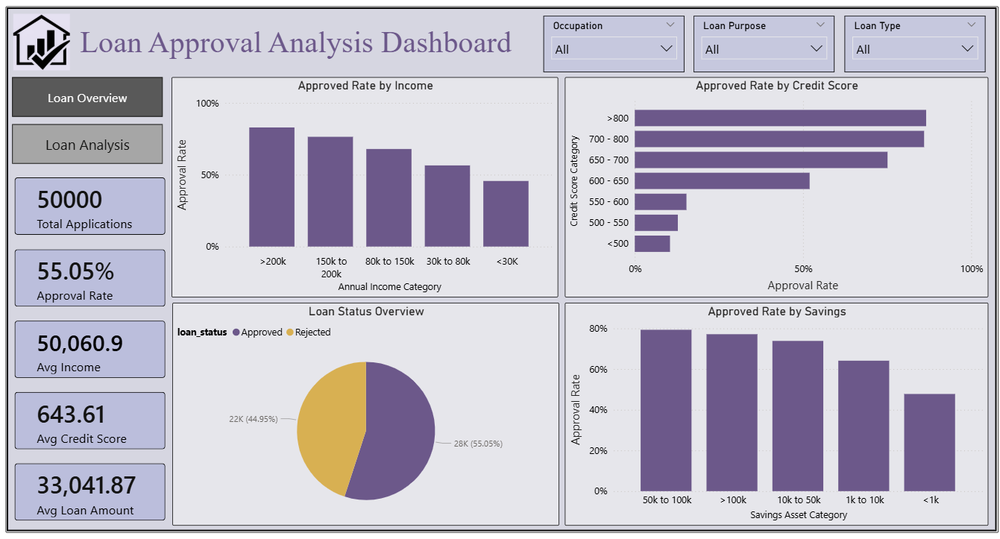 Loan Approval Analysis Dashboard
Occupation
All
Loan Purpose
All
Loan Type
All
Loan Overview
Loan Analysis
50000
Total Applications
55.05%
Approval Rate
50,060.9
Avg Income
643.61
Avg Credit Score
33,041.87
Avg Loan Amount
Approved Rate by Income
Approval Rate
100%
50%
0%
>200k
150k to
200k
80k to 150k
30k to 80k
<30K
Annual Income Category
Approved Rate by Credit Score
Credit Score Category
>800
700 - 800
650 - 700
600 - 650
550 - 600
500 - 550
<500
0%
50%
100%
Approval Rate
Loan Status Overview
loan_status Approved Rejected
22K (44.95%)
28K (55.05%)
Approved Rate by Savings
Approval Rate
80%
60%
40%
20%
0%
50k to 100k
>100k
10k to 50k
1k to 10k
<1k
Savings Asset Category